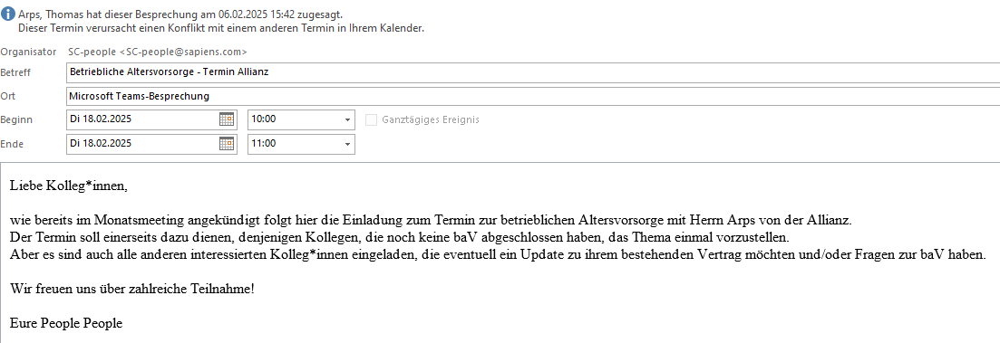 Arps, Thomas hat dieser Besprechung am 06.02.2025 15:42 zugesagt.
Dieser Termin verursacht einen Konflikt mit einem anderen Termin in Ihrem Kalender.
Organisator SC-people <SC-people@sapiens.com>
Betreff Betriebliche Altersvorsorge - Termin Allianz
Ort Microsoft Teams-Besprechung
Beginn Di 18.02.2025 10:00 Ganztägiges Ereignis
Ende Di 18.02.2025 11:00
Liebe Kolleg*innen,
wie bereits im Monatsmeeting angekündigt folgt hier die Einladung zum Termin zur betrieblichen Altersvorsorge mit Herrn Arps von der Allianz.
Der Termin soll einerseits dazu dienen, denjenigen Kollegen, die noch keine baV abgeschlossen haben, das Thema einmal vorzustellen.
Aber es sind auch alle anderen interessierten Kolleg*innen eingeladen, die eventuell ein Update zu ihrem bestehenden Vertrag möchten und/oder Fragen zur baV haben.
Wir freuen uns über zahlreiche Teilnahme!
Eure People People